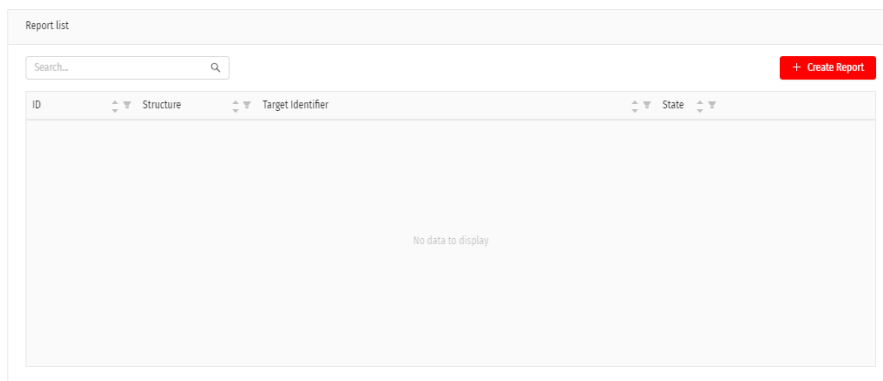 Report list
Search...
+ Create Report
ID Structure Target Identifier State
No data to display